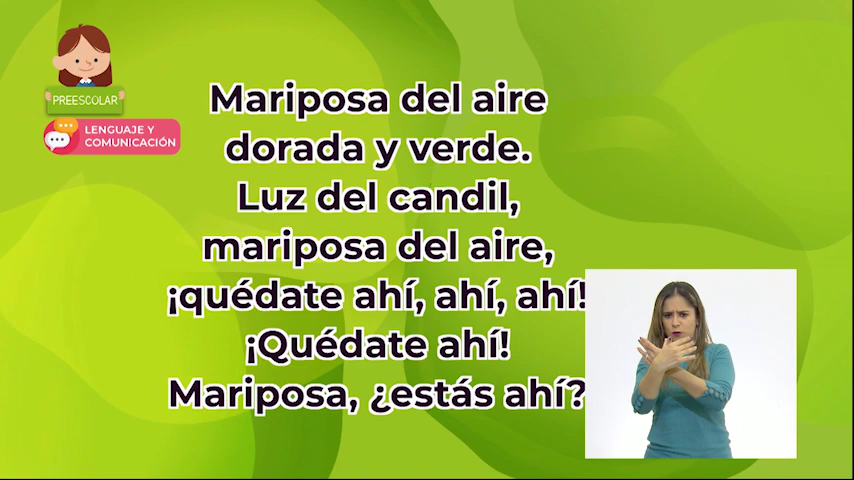 PREESCOLAR
LENGUAJE Y
COMUNICACIÓN
Mariposa del aire
dorada y verde.
Luz del candil,
mariposa del aire,
¡quédate ahí, ahí, ahí!
¡Quédate ahí!
Mariposa, ¿estás ahí?